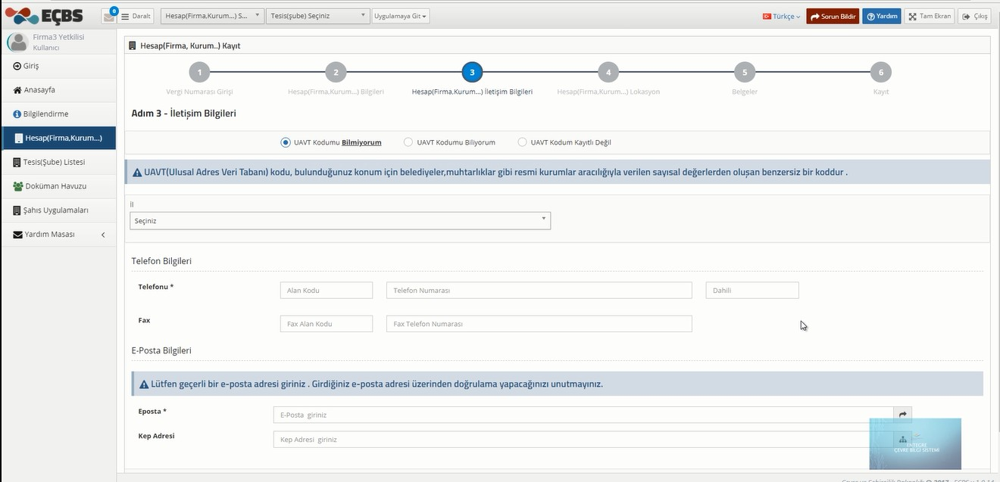 EÇBS
0
Daralt
Hesap(Firma,Kurum...) S...
Tesis(şube) Seçiniz
Uygulamaya Git
Türkçe
Sorun Bildir
Yardım
Tam Ekran
Çıkış
Firma3 Yetkilisi
Kullanıcı
Giriş
Anasayfa
Bilgilendirme
Hesap(Firma,Kurum...)
Tesis(Şube) Listesi
Doküman Havuzu
Şahıs Uygulamaları
Yardım Masası
Hesap(Firma, Kurum..) Kayıt
1
2
3
4
5
6
Vergi Numarası Girişi
Hesap(Firma,Kurum...) Bilgileri
Hesap(Firma,Kurum...) İletişim Bilgileri
Hesap(Firma,Kurum...) Lokasyon
Belgeler
Kayıt
Adım 3 - İletişim Bilgileri
UAVT Kodumu Bilmiyorum
UAVT Kodumu Biliyorum
UAVT Kodum Kayıtlı Değil
UAVT(Ulusal Adres Veri Tabanı) kodu, bulunduğunuz konum için belediyeler,muhtarlıklar gibi resmi kurumlar aracılığıyla verilen sayısal değerlerden oluşan benzersiz bir koddur .
İl
Seçiniz
Telefon Bilgileri
Telefonu *
Alan Kodu
Telefon Numarası
Dahili
Fax
Fax Alan Kodu
Fax Telefon Numarası
E-Posta Bilgileri
Lütfen geçerli bir e-posta adresi giriniz . Girdiğiniz e-posta adresi üzerinden doğrulama yapacağınızı unutmayınız.
Eposta *
E-Posta giriniz
Kep Adresi
Kep Adresi giriniz
ENTEGRE
ÇEVRE BİLGİ SİSTEMİ